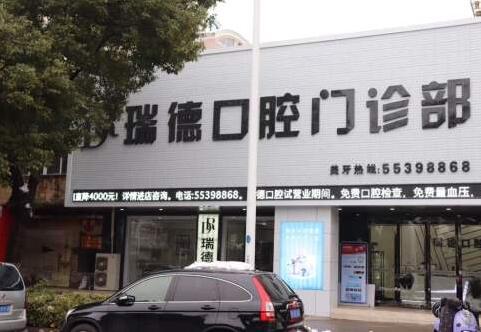 瑞德口腔门诊部
美牙热线:55398868
直降4000元！详情进店咨询。电话:55398868。 德口腔试营业期间。免费口腔检查，免费量血压，
瑞德
瑞德口腔